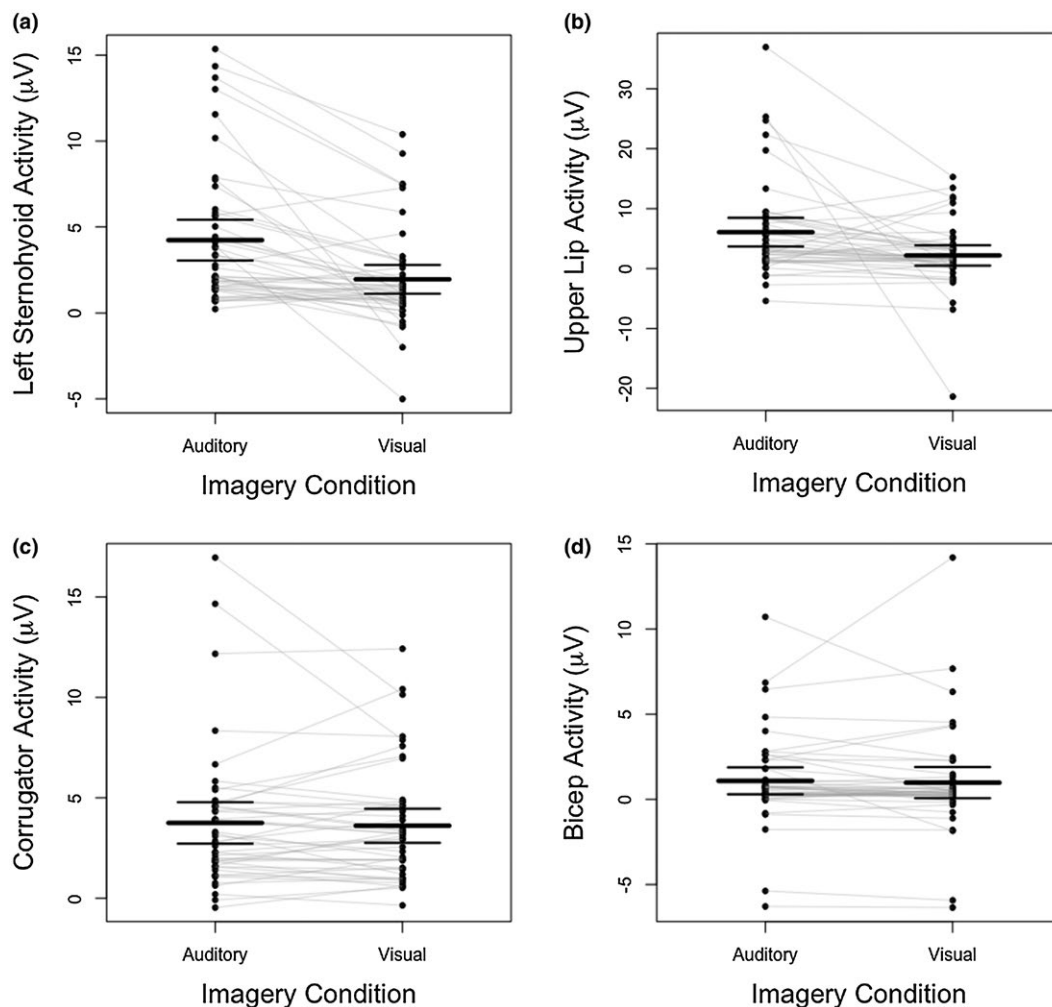 (a)
Left Sternohyoid Activity (µV)
15
10
5
0
-5
Auditory
Visual
Imagery Condition
(b)
Upper Lip Activity (µV)
30
20
10
0
-10
-20
Auditory
Visual
Imagery Condition
(c)
Corrugator Activity (µV)
15
10
5
0
Auditory
Visual
Imagery Condition
(d)
Bicep Activity (µV)
15
10
5
0
-5
Auditory
Visual
Imagery Condition